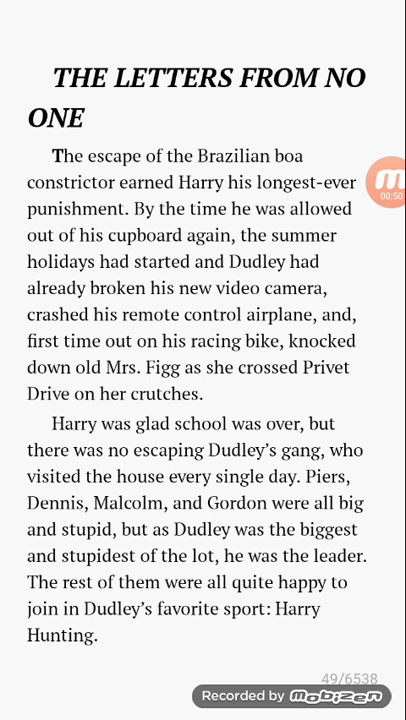 THE LETTERS FROM NO
ONE
The escape of the Brazilian boa
constrictor earned Harry his longest-ever
punishment. By the time he was allowed
out of his cupboard again, the summer
holidays had started and Dudley had
already broken his new video camera,
crashed his remote control airplane, and,
first time out on his racing bike, knocked
down old Mrs. Figg as she crossed Privet
Drive on her crutches.
Harry was glad school was over, but
there was no escaping Dudley's gang, who
visited the house every single day. Piers,
Dennis, Malcolm, and Gordon were all big
and stupid, but as Dudley was the biggest
and stupidest of the lot, he was the leader.
The rest of them were all quite happy to
join in Dudley's favorite sport: Harry
Hunting.
00:50
49/6538
Recorded by mobizen